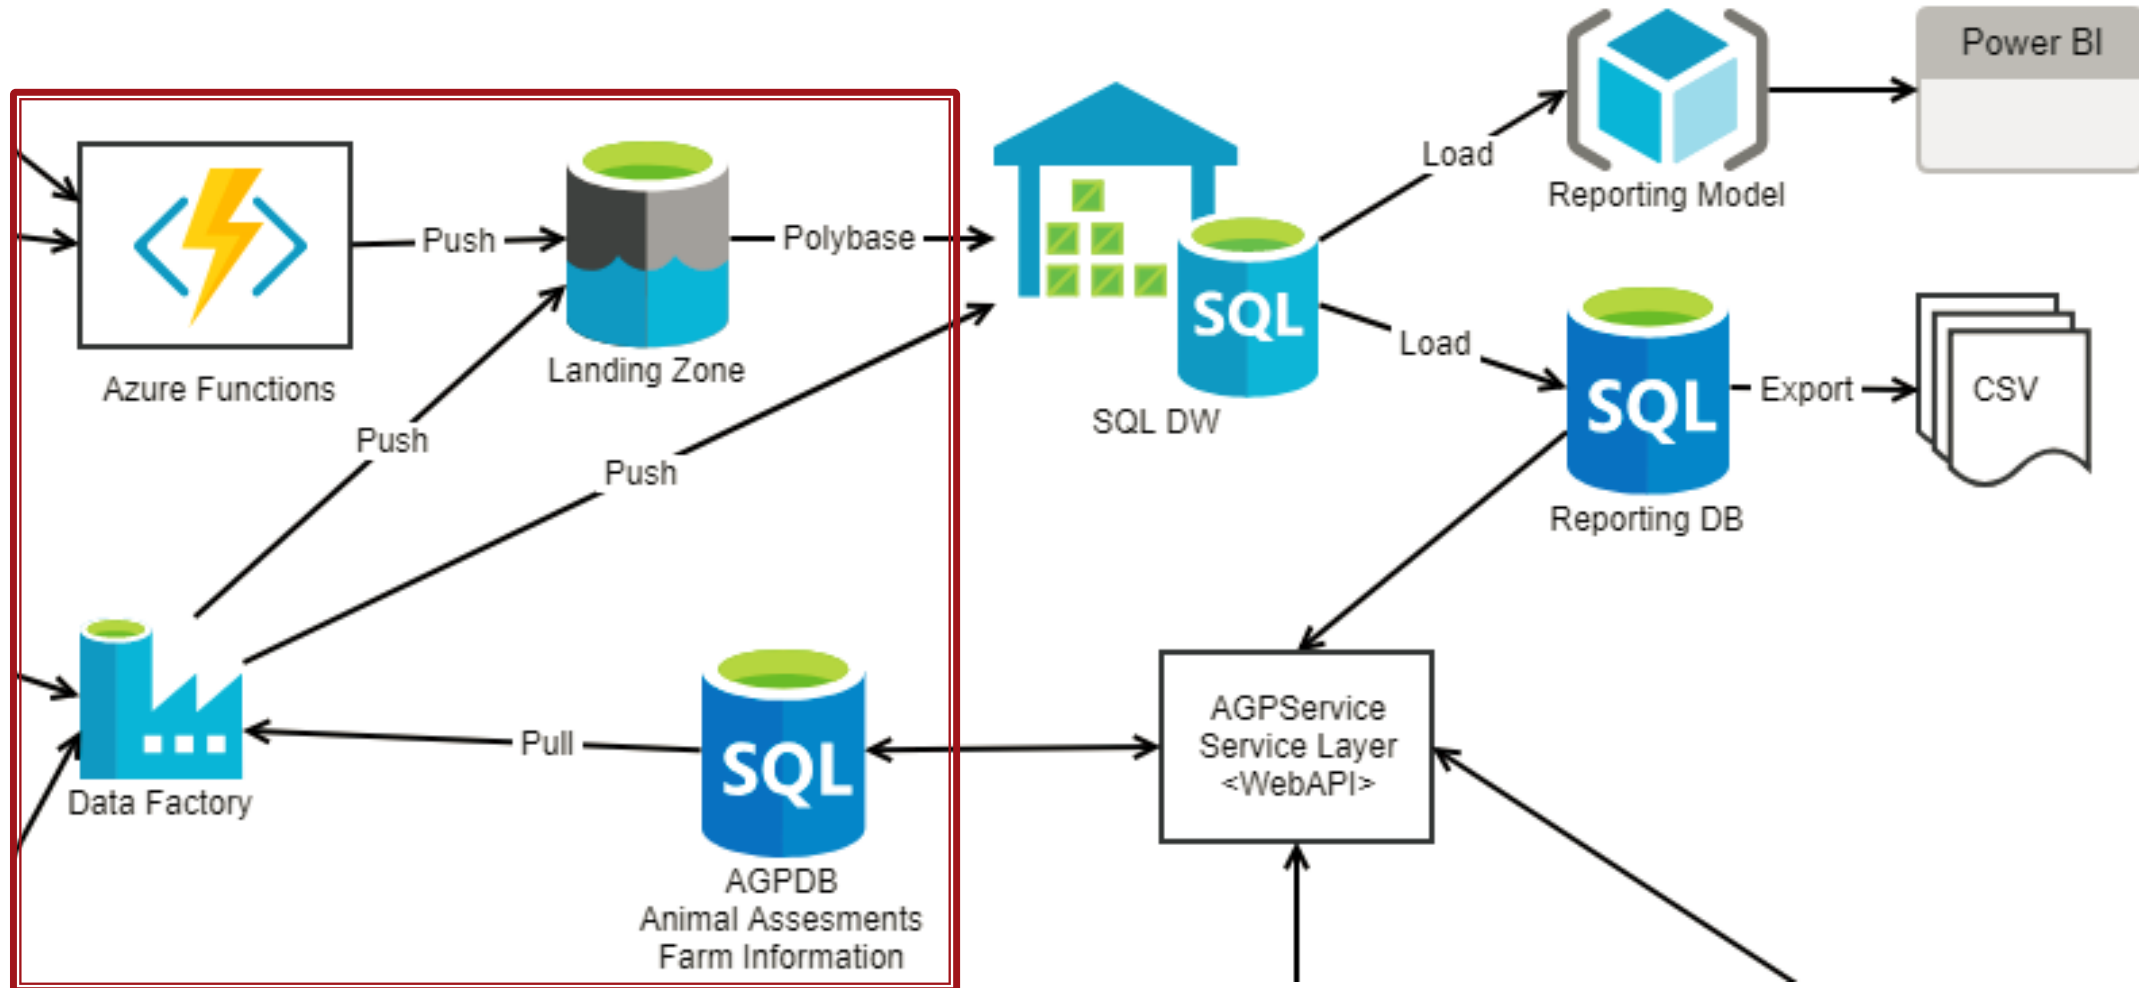 Power BI
Load
Reporting Model
Push
Polybase
SQL
Landing Zone
Azure Functions
SQL DW
Load
SQL
Export
CSV
Reporting DB
Push
Push
AGPService
Service Layer
<WebAPI>
Pull
SQL
Data Factory
AGPDB
Animal Assesments
Farm Information